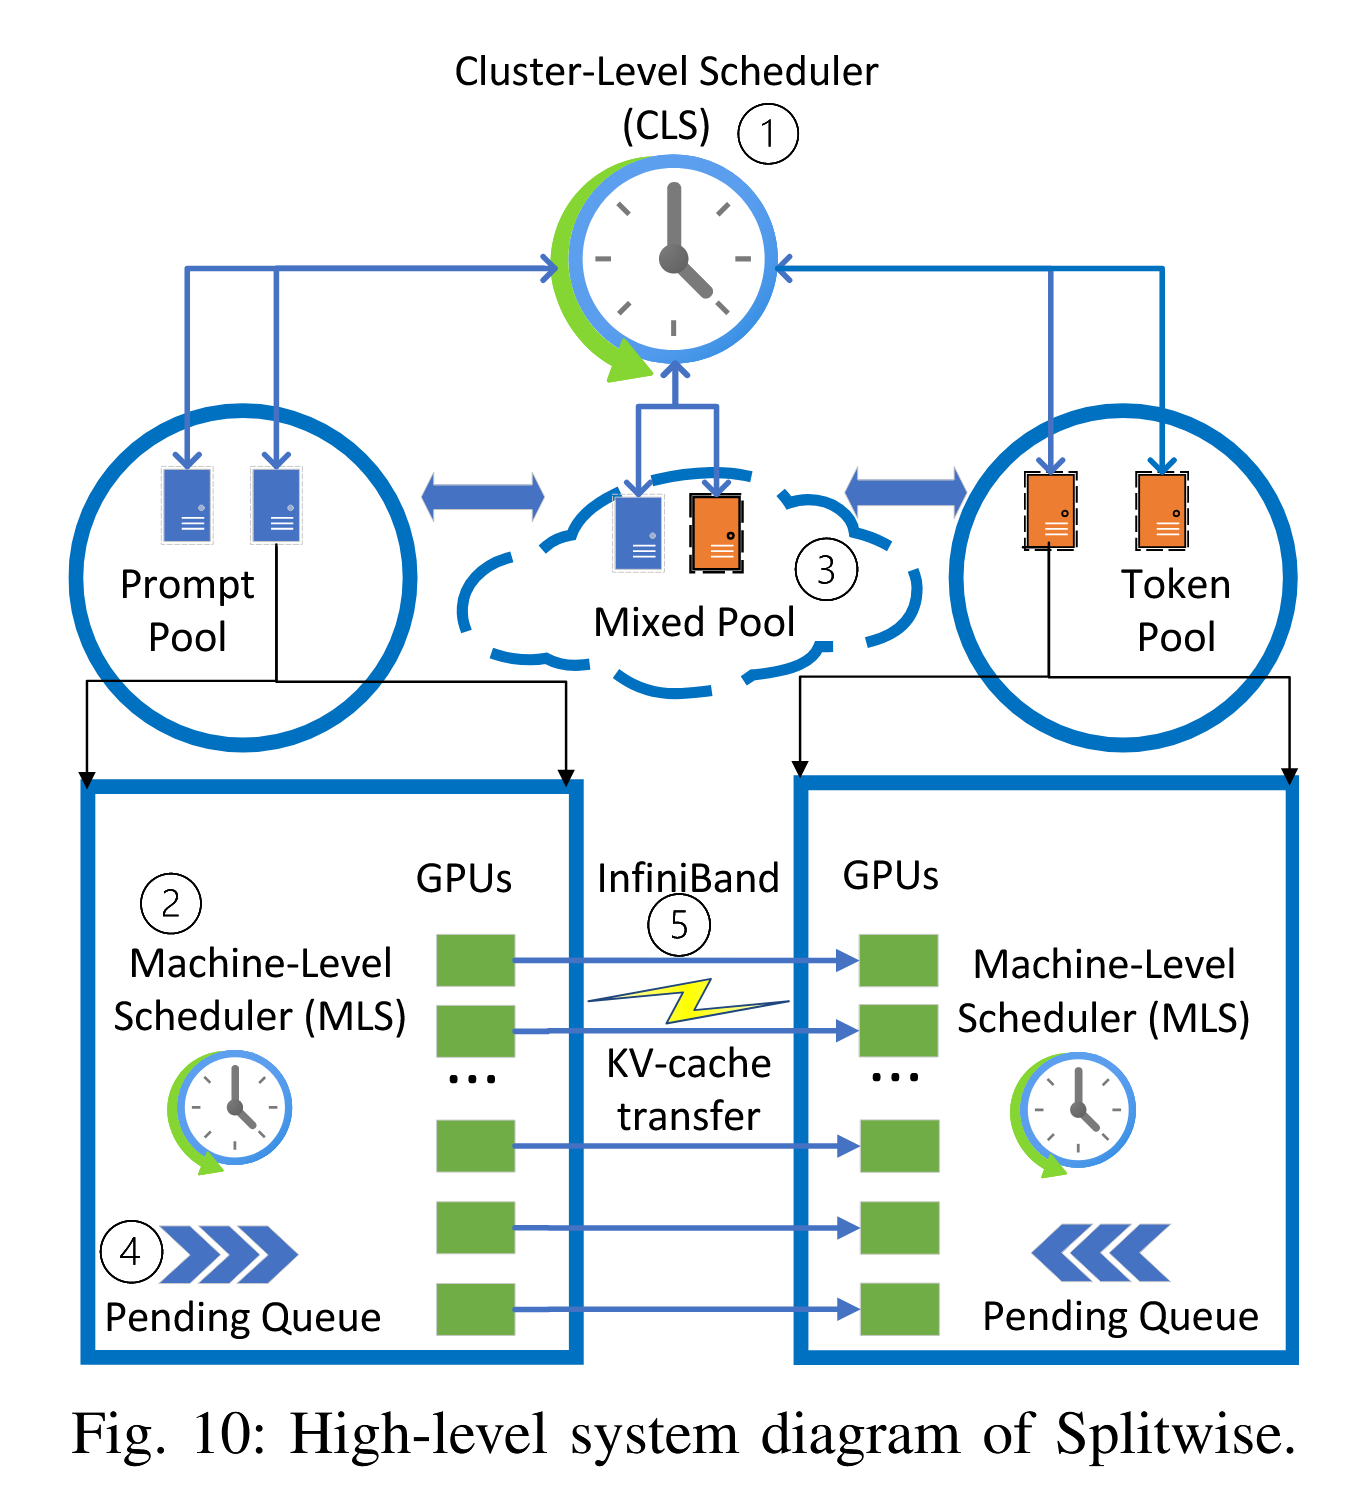 Cluster-Level Scheduler
(CLS) 1
Prompt
Pool
3
Mixed Pool
Token
Pool
2
Machine-Level
Scheduler (MLS)
GPUs
4
Pending Queue
InfiniBand
5
KV-cache
transfer
GPUs
Machine-Level
Scheduler (MLS)
Pending Queue
Fig. 10: High-level system diagram of Splitwise.